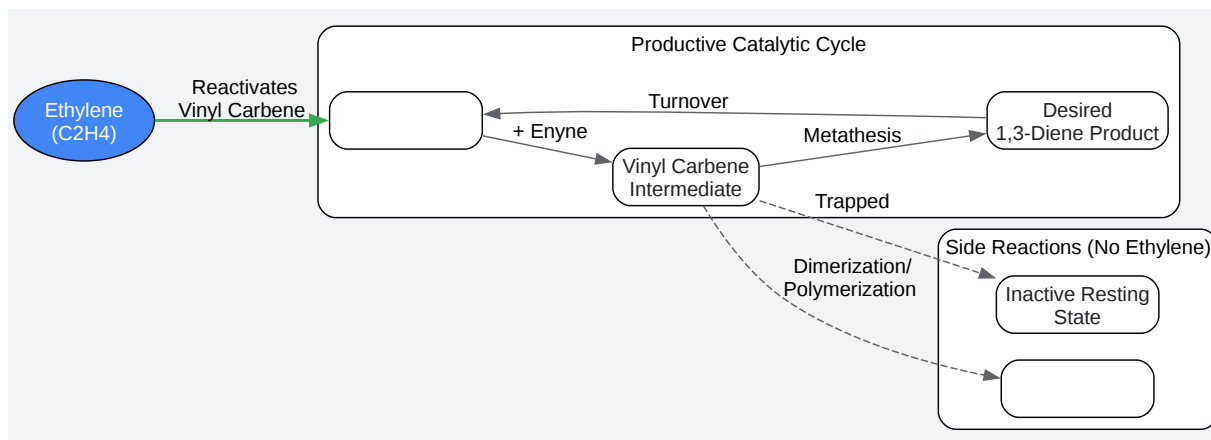 Productive Catalytic Cycle
Ethylene
(C2H4)
Reactivates
Vinyl Carbene
Turnover
+ Enyne
Metathesis
Desired
1,3-Diene Product
Vinyl Carbene
Intermediate
Trapped
Dimerization/
Polymerization
Side Reactions (No Ethylene)
Inactive Resting
State